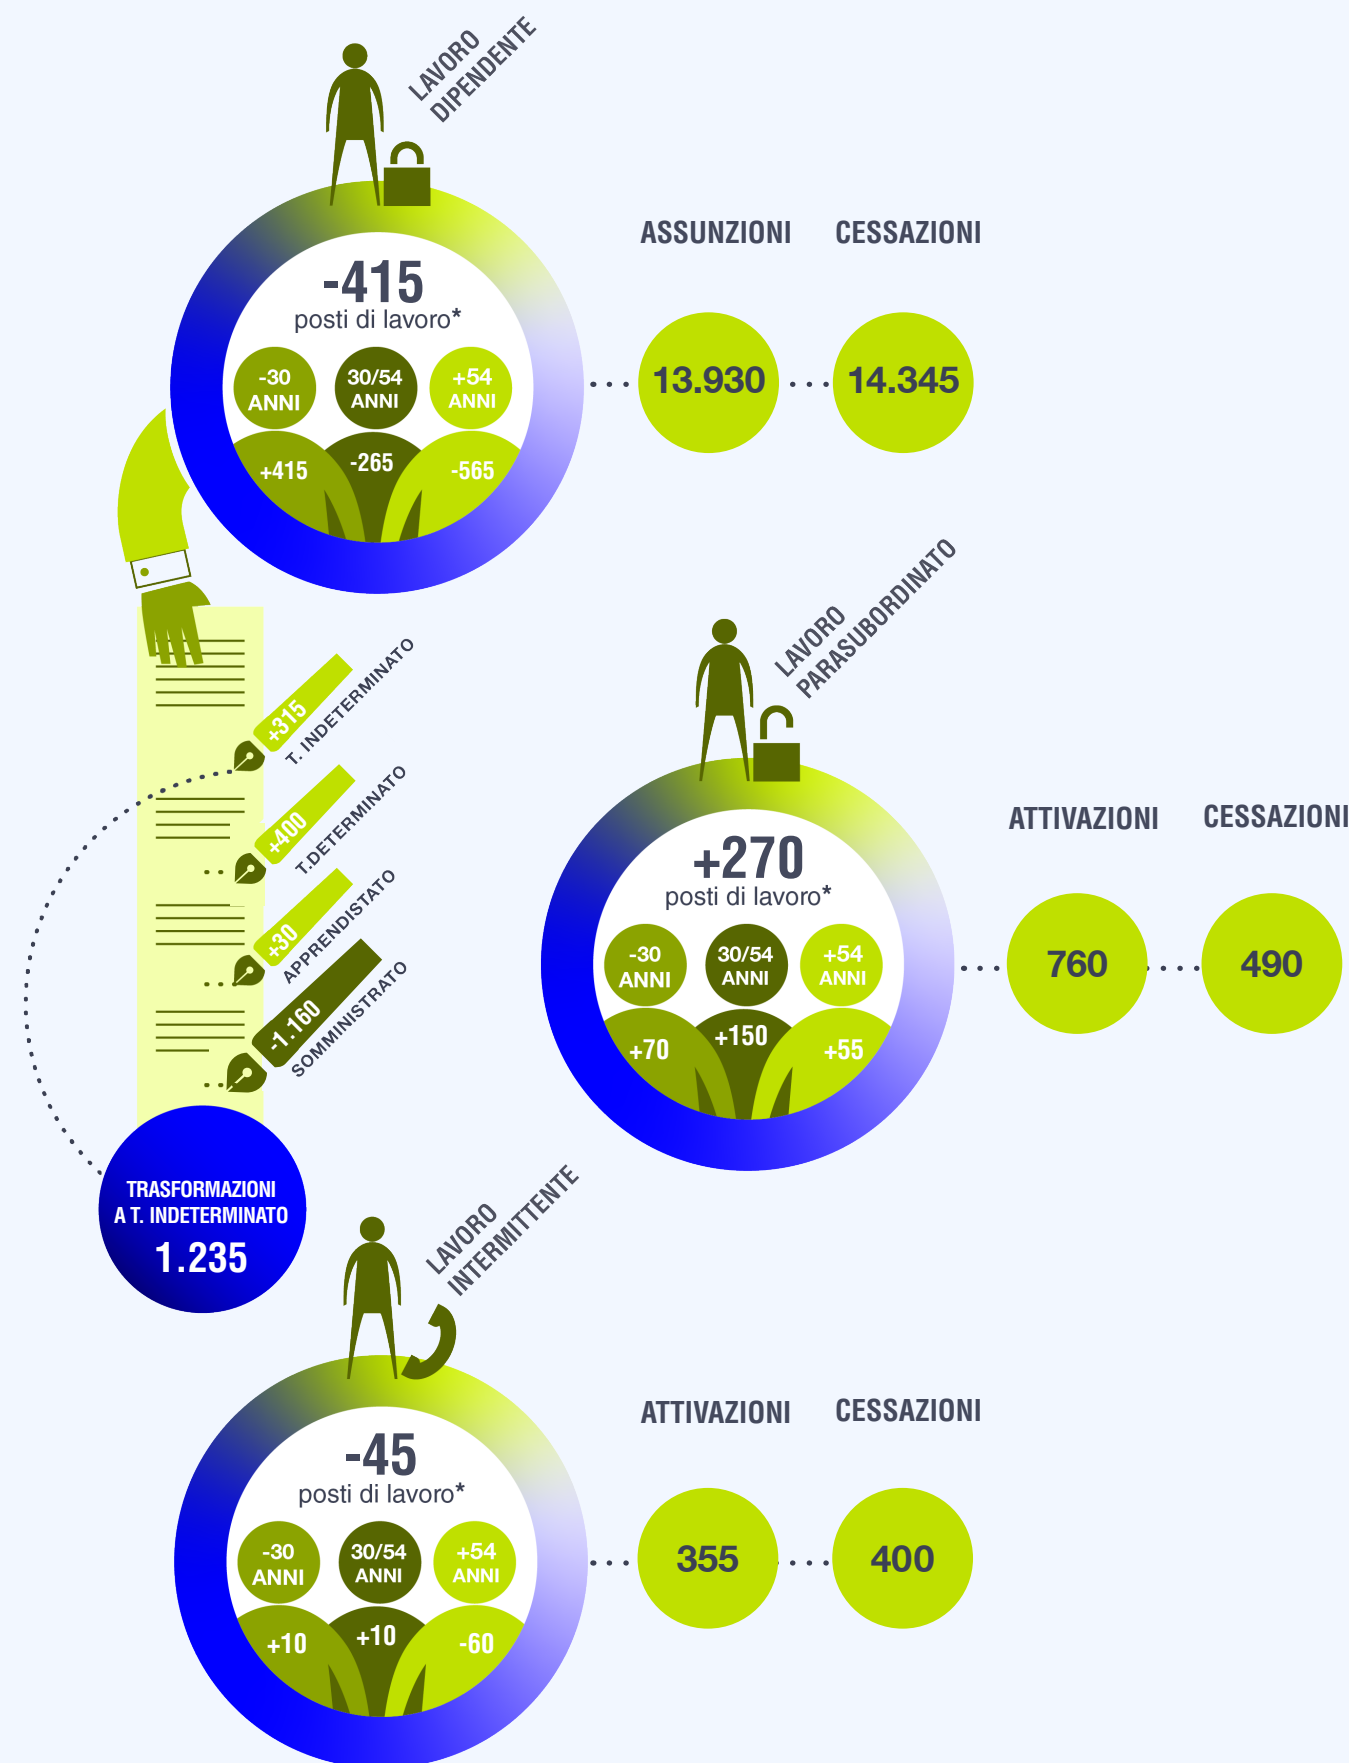 LAVORO
DIPENDENTE
-415
posti di lavoro*
-30
ANNI
30/54
ANNI
+54
ANNI
+415
-265
-565
ASSUNZIONI
CESSAZIONI
13.930
14.345
+315
T. INDETERMINATO
+400
T.DETERMINATO
+30
APPRENDISTATO
-1.160
SOMMINISTRATO
TRASFORMAZIONI
A T. INDETERMINATO
1.235
LAVORO
PARASUBORDINATO
+270
posti di lavoro*
-30
ANNI
30/54
ANNI
+54
ANNI
+70
+150
+55
ATTIVAZIONI
CESSAZIONI
760
490
LAVORO
INTERMITTENTE
-45
posti di lavoro*
-30
ANNI
30/54
ANNI
+54
ANNI
+10
+10
-60
ATTIVAZIONI
CESSAZIONI
355
400